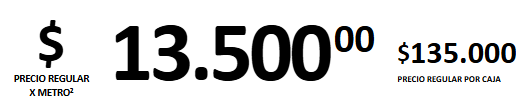 $ 13.500⁰⁰
PRECIO REGULAR
X METRO²
$135.000
PRECIO REGULAR POR CAJA